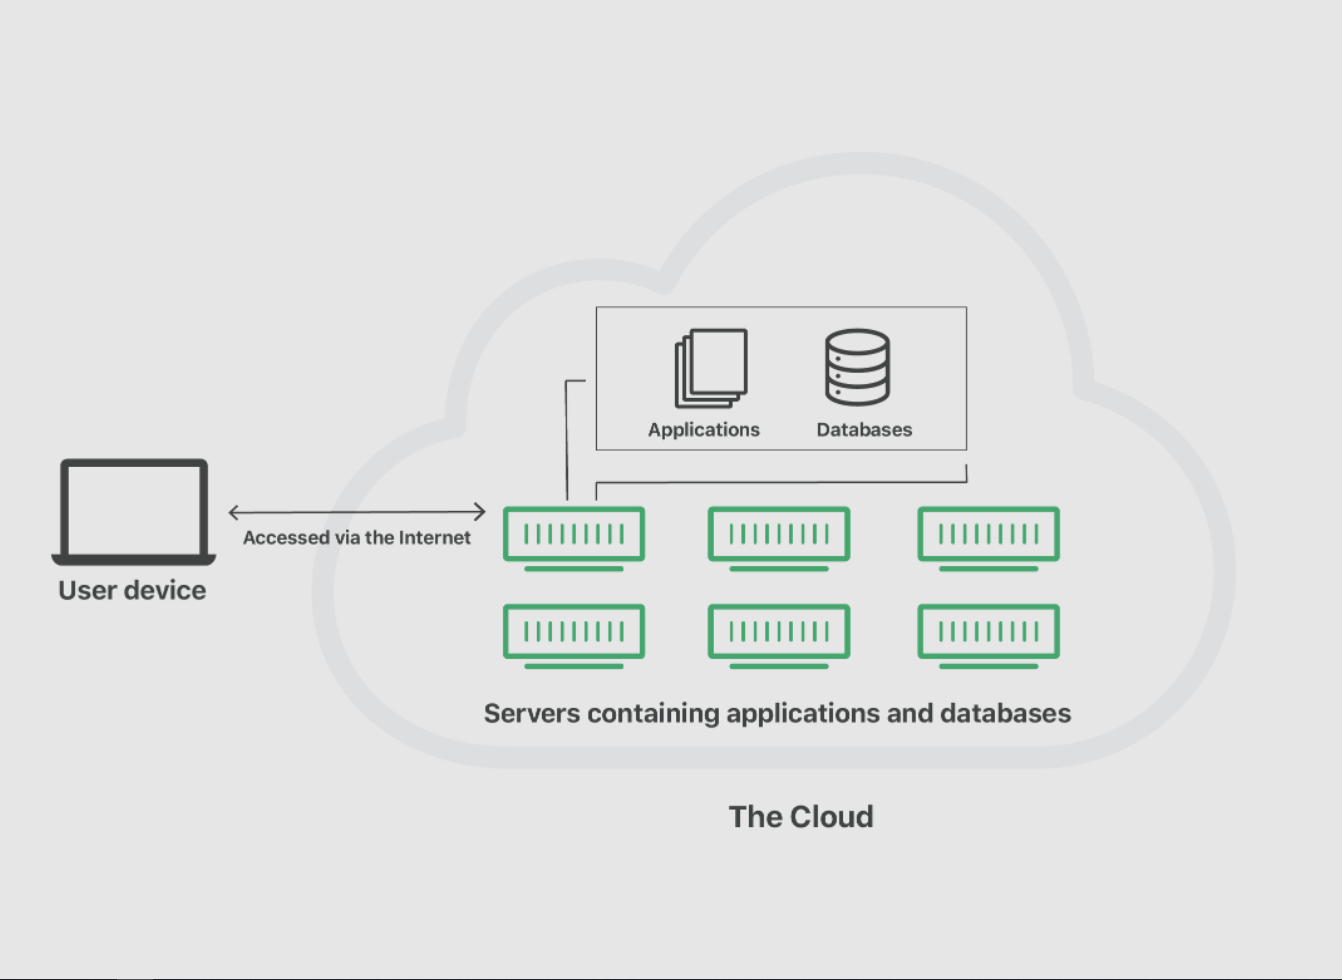 Applications
Databases
Accessed via the Internet
User device
Servers containing applications and databases
The Cloud